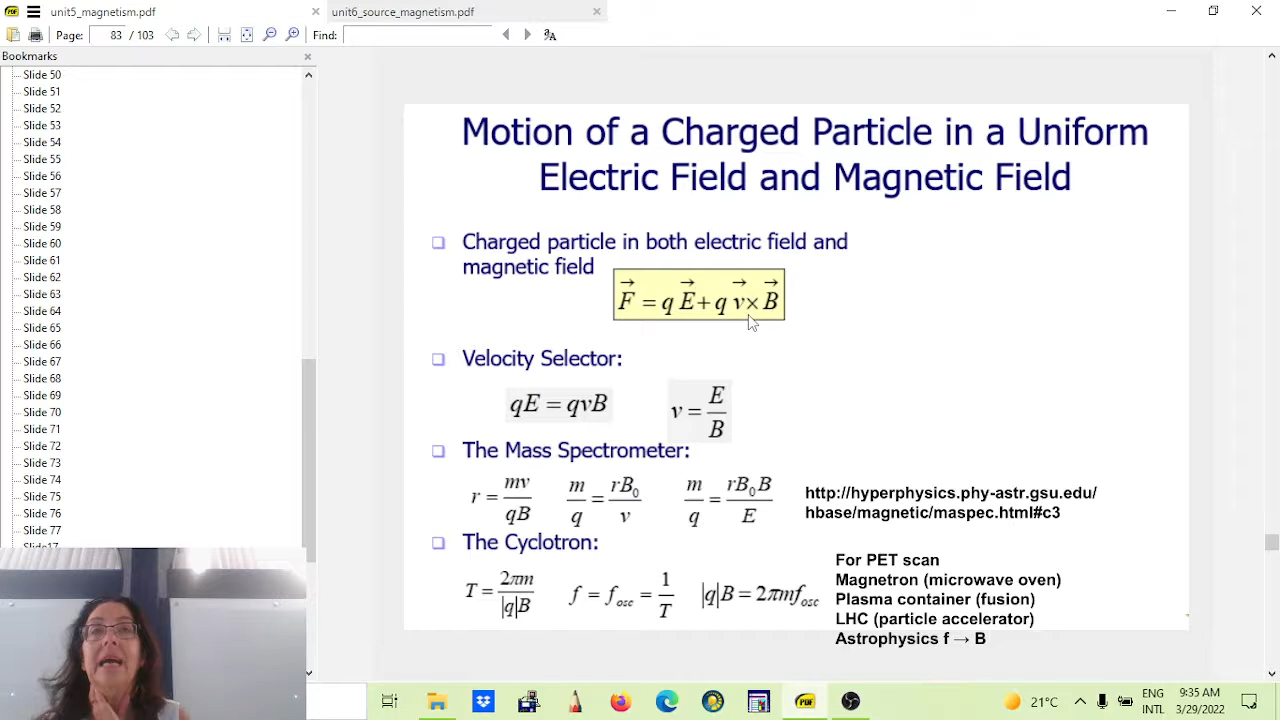 unit5_magnetism.pdf
unit6_source_magnetism.pdf
Page: 83 / 103
Find:
Bookmarks
Slide 50
Slide 51
Slide 52
Slide 53
Slide 54
Slide 55
Slide 56
Slide 57
Slide 58
Slide 59
Slide 60
Slide 61
Slide 62
Slide 63
Slide 64
Slide 65
Slide 66
Slide 67
Slide 68
Slide 69
Slide 70
Slide 71
Slide 72
Slide 73
Slide 74
Slide 75
Slide 76
Slide 77
Motion of a Charged Particle in a Uniform
Electric Field and Magnetic Field
Charged particle in both electric field and
magnetic field
F = q E + q v × B
Velocity Selector:
qE = qvB v = E/B
The Mass Spectrometer:
r = mv/qB m/q = rB₀/v m/q = rB₀B/E
http://hyperphysics.phy-astr.gsu.edu/
hbase/magnetic/maspec.html#c3
The Cyclotron:
T = 2πm/|q|B f = f_osc = 1/T |q|B = 2πmf_osc
For PET scan
Magnetron (microwave oven)
Plasma container (fusion)
LHC (particle accelerator)
Astrophysics f → B
21°C
ENG
INTL
9:35 AM
3/29/2022